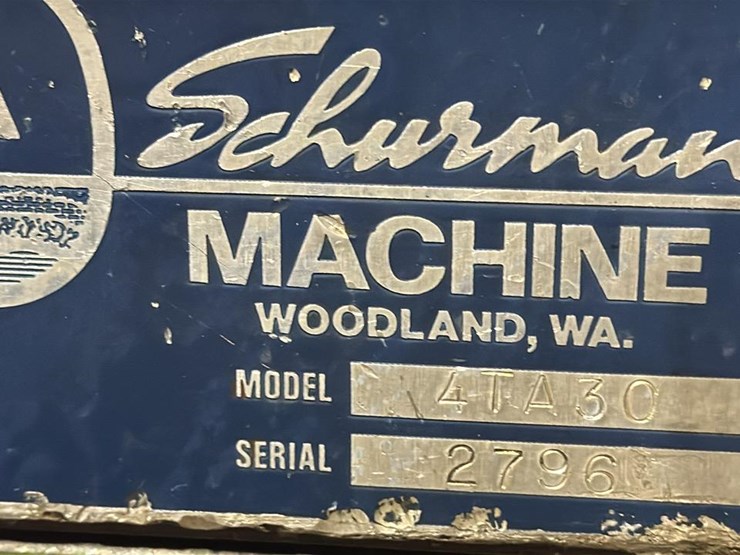 Schurman
MACHINE
WOODLAND, WA.
MODEL 4TA30
SERIAL 2796